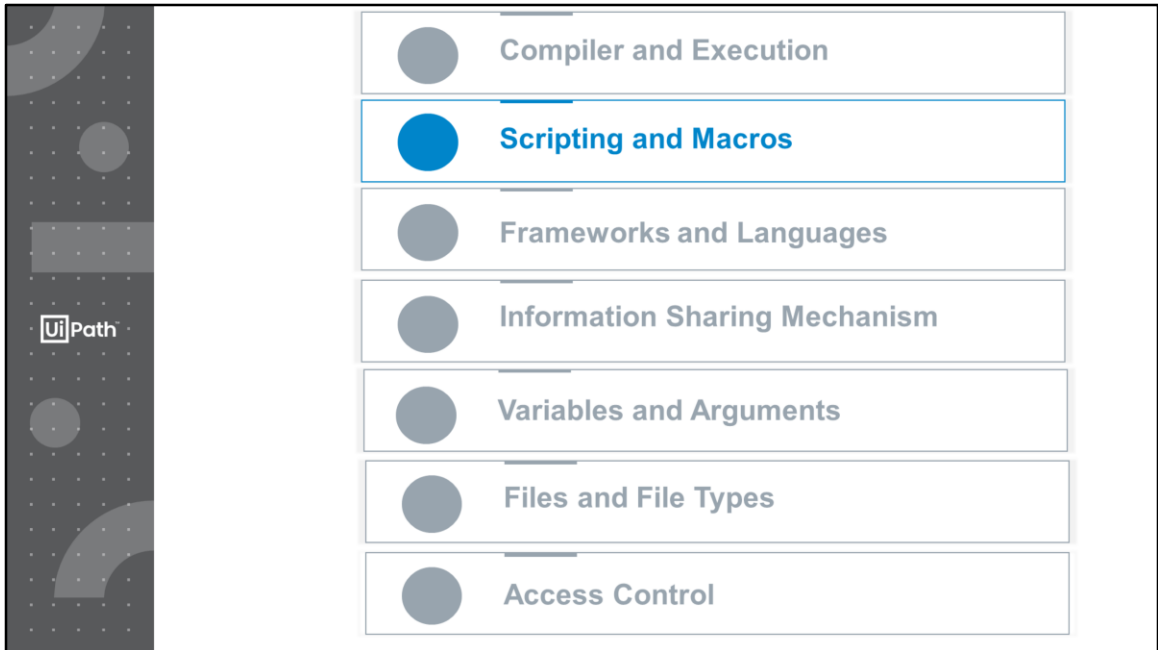 Compiler and Execution
Scripting and Macros
Frameworks and Languages
Information Sharing Mechanism
UiPath™
Variables and Arguments
Files and File Types
Access Control